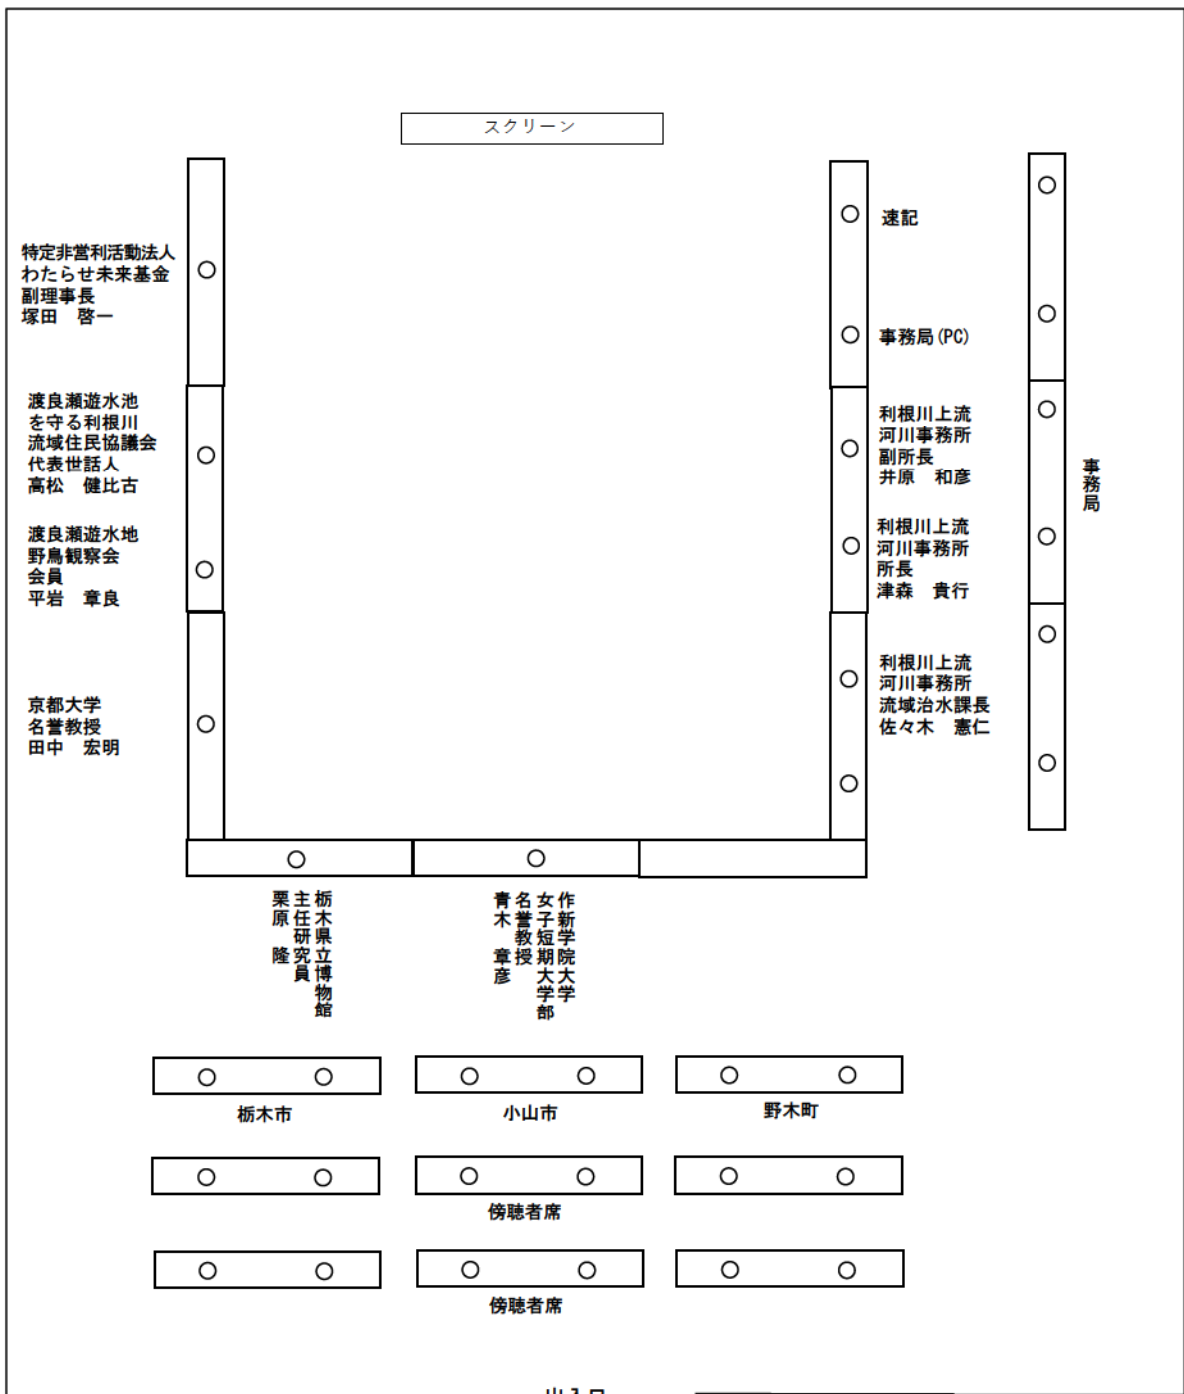 スクリーン
特定非営利活動法人
わたらせ未来基金
副理事長
塚田　啓一
渡良瀬遊水池
を守る利根川
流域住民協議会
代表世話人
高松　健比古
渡良瀬遊水地
野鳥観察会
会員
平岩　章良
京都大学
名誉教授
田中　宏明
速記
事務局(PC)
利根川上流
河川事務所
副所長
井原　和彦
利根川上流
河川事務所
所長
津森　貴行
利根川上流
河川事務所
流域治水課長
佐々木　憲仁
事務局
栃木県立博物館
主任研究員
栗原　隆
作新学院大学
女子短期大学部
名誉教授
青木　章彦
栃木市
小山市
野木町
傍聴者席
傍聴者席
出入口